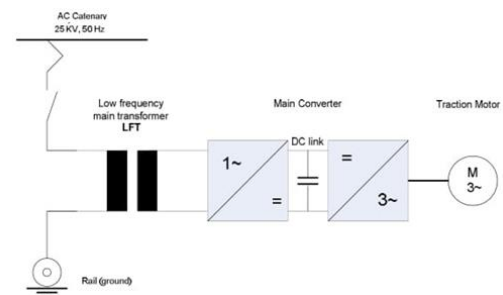 AC Catenary
25 KV, 50 Hz
Low frequency
main transformer
LFT
Main Converter
Traction Motor
DC link
1~
=
=
3~
M
3~
Rail (ground)